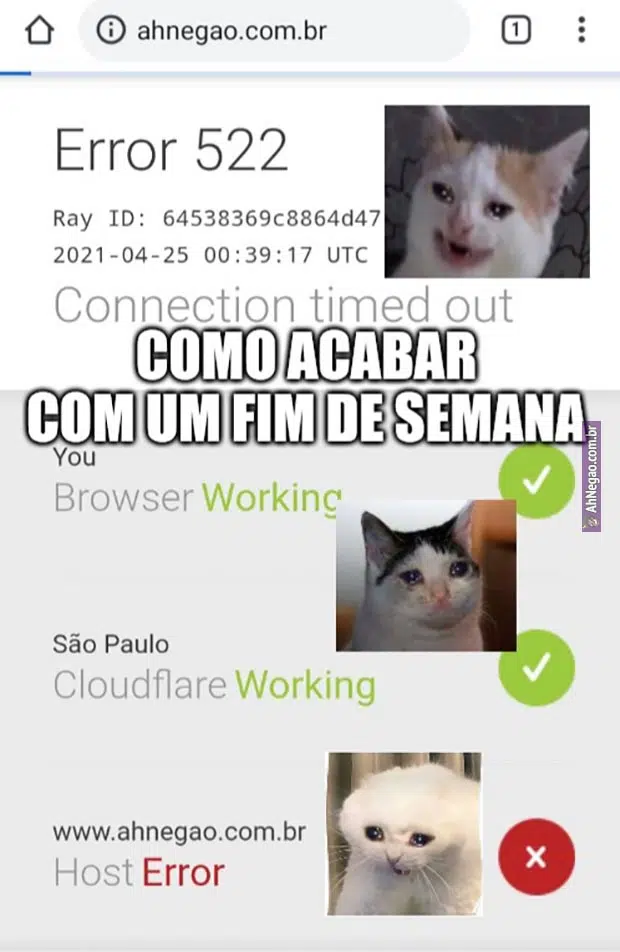 ahnegao.com.br
1
Error 522
Ray ID: 64538369c8864d47
2021-04-25 00:39:17 UTC
Connection timed out
COMO ACABAR
COM UM FIM DE SEMANA
AhNegao.com.br
You
Browser Working
São Paulo
Cloudflare Working
www.ahnegao.com.br
Host Error